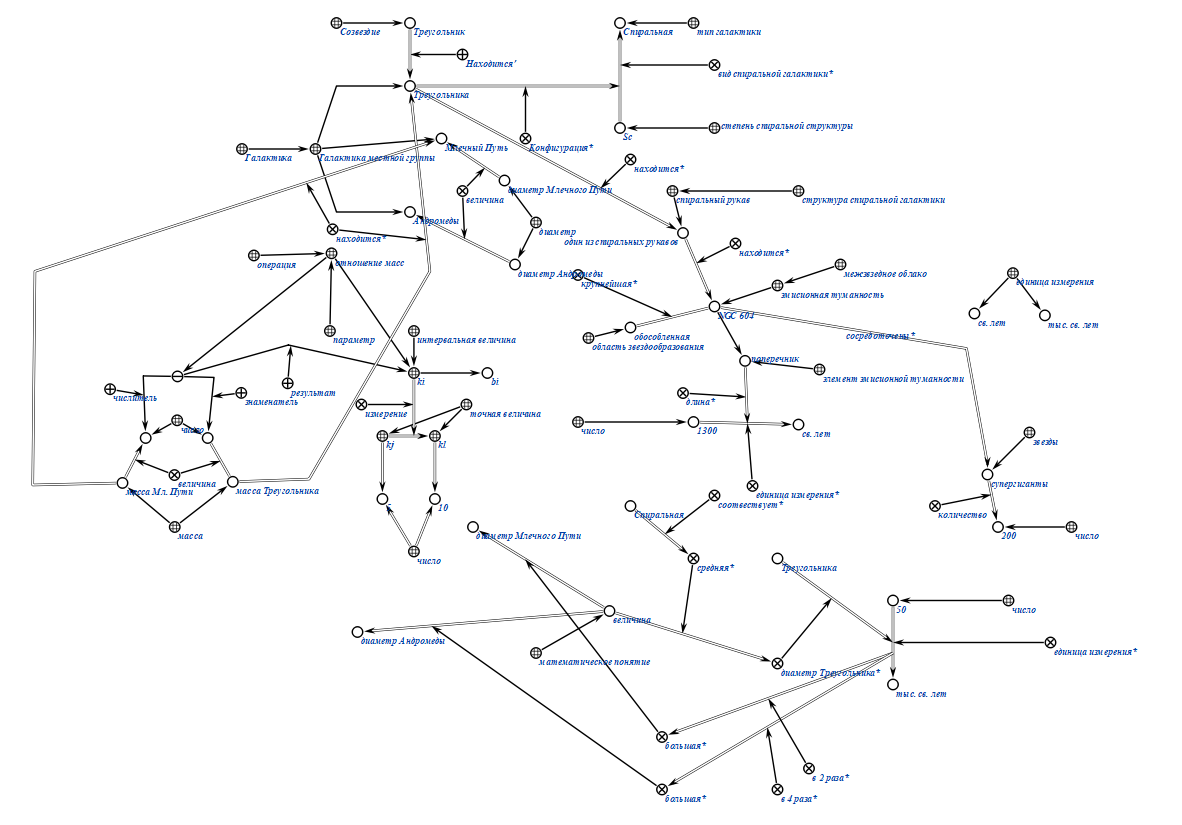 Созвездие
Треугольник
Спиральная
тип галактики
Находится'
вид спиральной галактики*
Треугольника
степень спиральной структуры
Sc
Галактика
Галактика местной группы
Млечный Путь
Конфигурация*
находится*
диаметр Млечного Пути
величина
спиральный рукав
структура спиральной галактики
Андромеды
диаметр
находится*
один из спиральных рукавов
находится*
операция
отношение масс
диаметр Андромеды
крупнейшая*
межзвездное облако
эмисионная туманность
единица измерения
NGC 604
св. лет
тыс. св. лет
параметр
интервальная величина
обособленная
область звездообразования
сосредоточены*
поперечник
элемент эмисионной туманности
ki
bi
результат
числитель
знаменатель
измерение
точная величина
длина*
число
число
1300
св. лет
kj
k1
звезды
масса Мл. Пути
величина
масса Треугольника
единица измерения*
супергиганты
соотвествует*
10
Спиральная
количество
масса
диаметр Млечного Пути
200
число
число
средняя*
Треугольника
50
число
величина
диаметр Андромеды
единица измерения*
математическое понятие
диаметр Треугольника*
тыс. св. лет
большая*
в 2 раза*
большая*
в 4 раза*